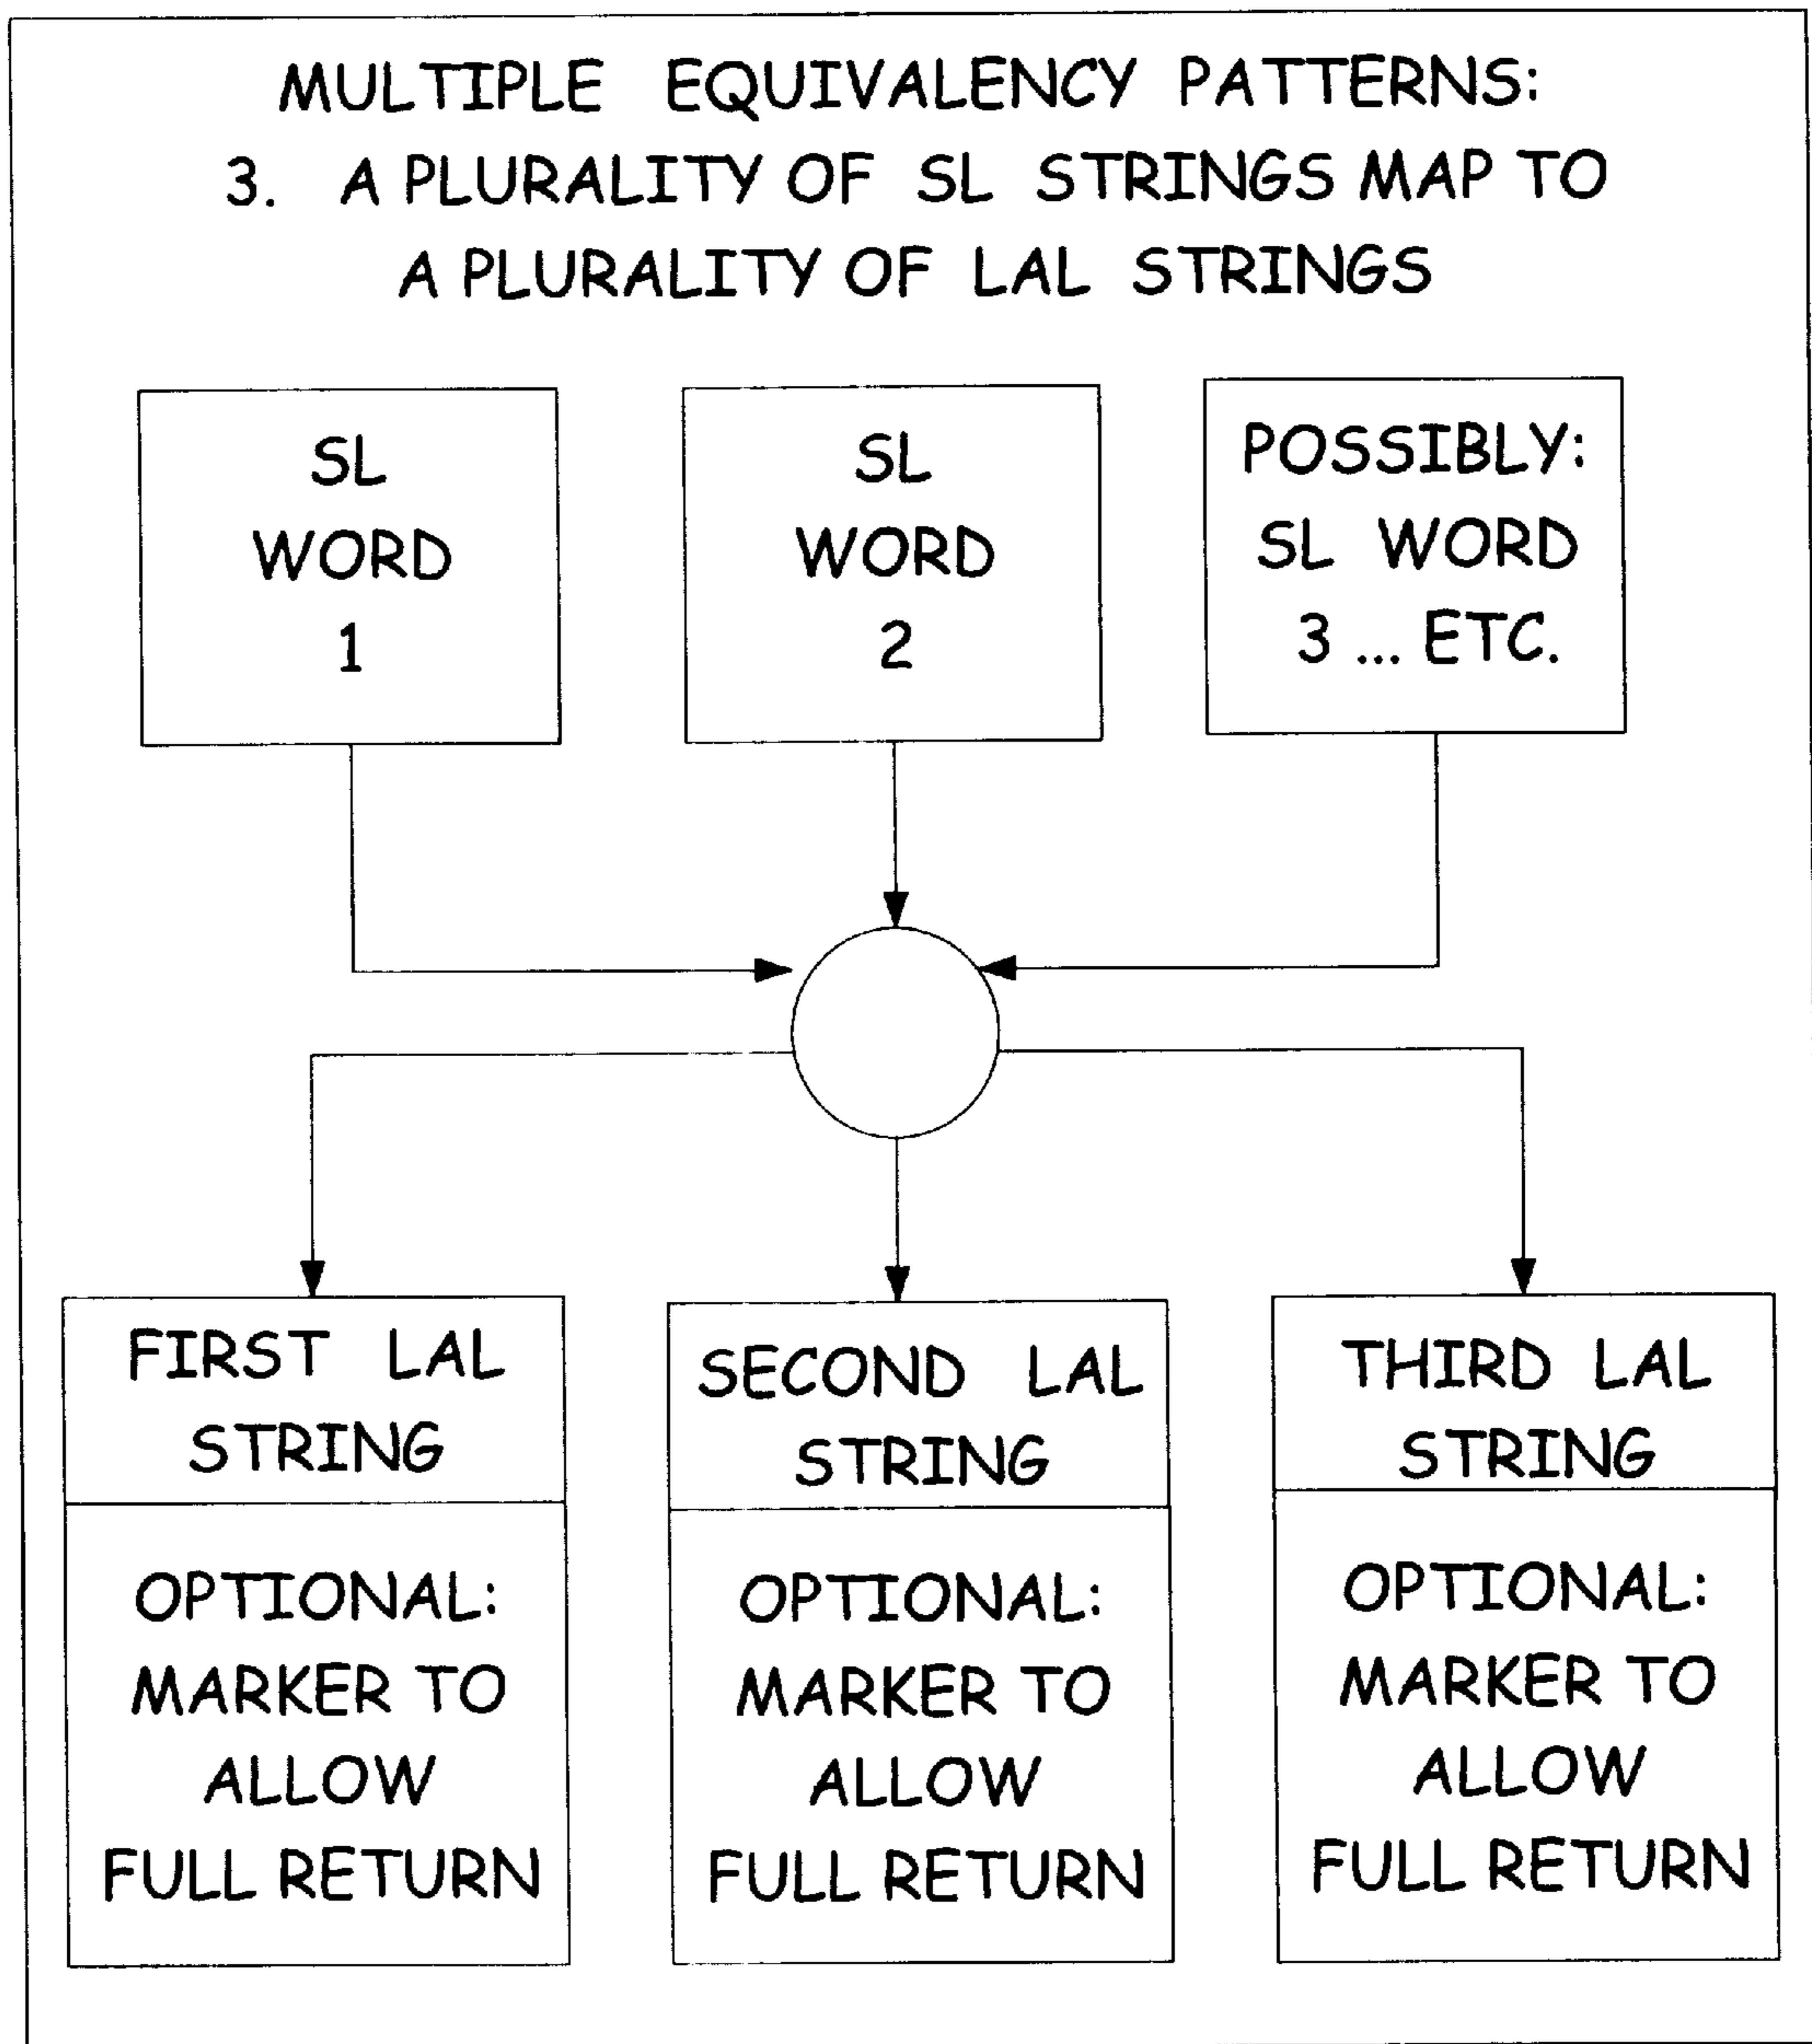 MULTIPLE EQUIVALENCY PATTERNS:
3. A PLURALITY OF SL STRINGS MAP TO
A PLURALITY OF LAL STRINGS
SL
WORD
1
SL
WORD
2
POSSIBLY:
SL WORD
3 ... ETC.
FIRST LAL
STRING
OPTIONAL:
MARKER TO
ALLOW
FULL RETURN
SECOND LAL
STRING
OPTIONAL:
MARKER TO
ALLOW
FULL RETURN
THIRD LAL
STRING
OPTIONAL:
MARKER TO
ALLOW
FULL RETURN